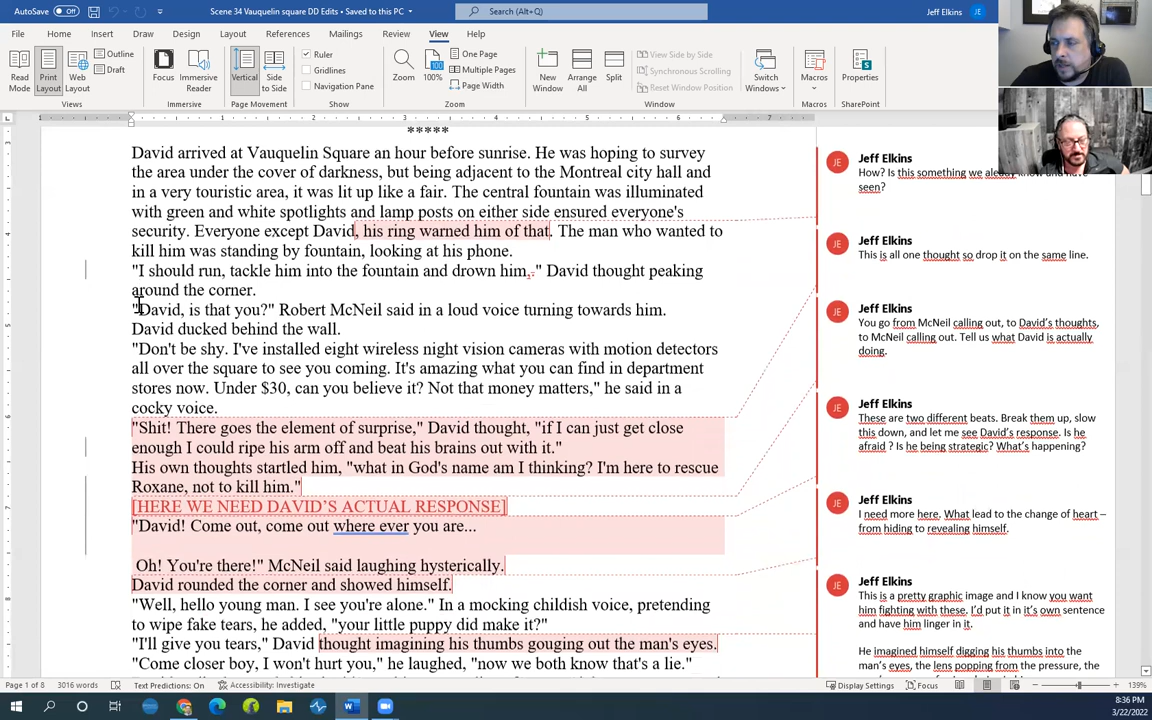 AutoSave Off
Scene 34 Vauquelin square DD Edits • Saved to this PC
Search (Alt+Q)
Jeff Elkins JE
File Home Insert Draw Design Layout References Mailings Review View Help
Read Mode
Print Layout
Web Layout
Outline
Draft
Views
Focus
Immersive Reader
Immersive
Vertical
Side to Side
Page Movement
Ruler
Gridlines
Navigation Pane
Show
Zoom
100%
One Page
Multiple Pages
Page Width
Zoom
New Window
Arrange All
Split
View Side by Side
Synchronous Scrolling
Reset Window Position
Window
Switch Windows
Macros
Macros
Properties
SharePoint
*****
David arrived at Vauquelin Square an hour before sunrise. He was hoping to survey
the area under the cover of darkness, but being adjacent to the Montreal city hall and
in a very touristic area, it was lit up like a fair. The central fountain was illuminated
with green and white spotlights and lamp posts on either side ensured everyone's
security. Everyone except David, his ring warned him of that. The man who wanted to
kill him was standing by fountain, looking at his phone.
"I should run, tackle him into the fountain and drown him," David thought peaking
around the corner.
"David, is that you?" Robert McNeil said in a loud voice turning towards him.
David ducked behind the wall.
"Don't be shy. I've installed eight wireless night vision cameras with motion detectors
all over the square to see you coming. It's amazing what you can find in department
stores now. Under $30, can you believe it? Not that money matters," he said in a
cocky voice.
"Shit! There goes the element of surprise," David thought, "if I can just get close
enough I could ripe his arm off and beat his brains out with it."
His own thoughts startled him, "what in God's name am I thinking? I'm here to rescue
Roxane, not to kill him."
[HERE WE NEED DAVID'S ACTUAL RESPONSE]
"David! Come out, come out where ever you are...
Oh! You're there!" McNeil said laughing hysterically.
David rounded the corner and showed himself.
"Well, hello young man. I see you're alone." In a mocking childish voice, pretending
to wipe fake tears, he added, "your little puppy did make it?"
"I'll give you tears," David thought imagining his thumbs gouging out the man's eyes.
"Come closer boy, I won't hurt you," he laughed, "now we both know that's a lie."
JE Jeff Elkins
How? Is this something we already know and have
seen?
JE Jeff Elkins
This is all one thought so drop it on the same line.
JE Jeff Elkins
You go from McNeil calling out, to David's thoughts,
to McNeil calling out. Tell us what David is actually
doing.
JE Jeff Elkins
These are two different beats. Break them up, slow
this down, and let me see David's response. Is he
afraid ? Is he being strategic? What's happening?
JE Jeff Elkins
I need more here. What lead to the change of heart –
from hiding to revealing himself.
JE Jeff Elkins
This is a pretty graphic image and I know you want
him fighting with these. I'd put it in it's own sentence
and have him linger in it.
He imagined himself digging his thumbs into the
man's eyes, the lens popping from the pressure, the
Page 1 of 8 3016 words Text Predictions: On Accessibility: Investigate
Display Settings Focus 139%
8:36 PM
3/22/2022